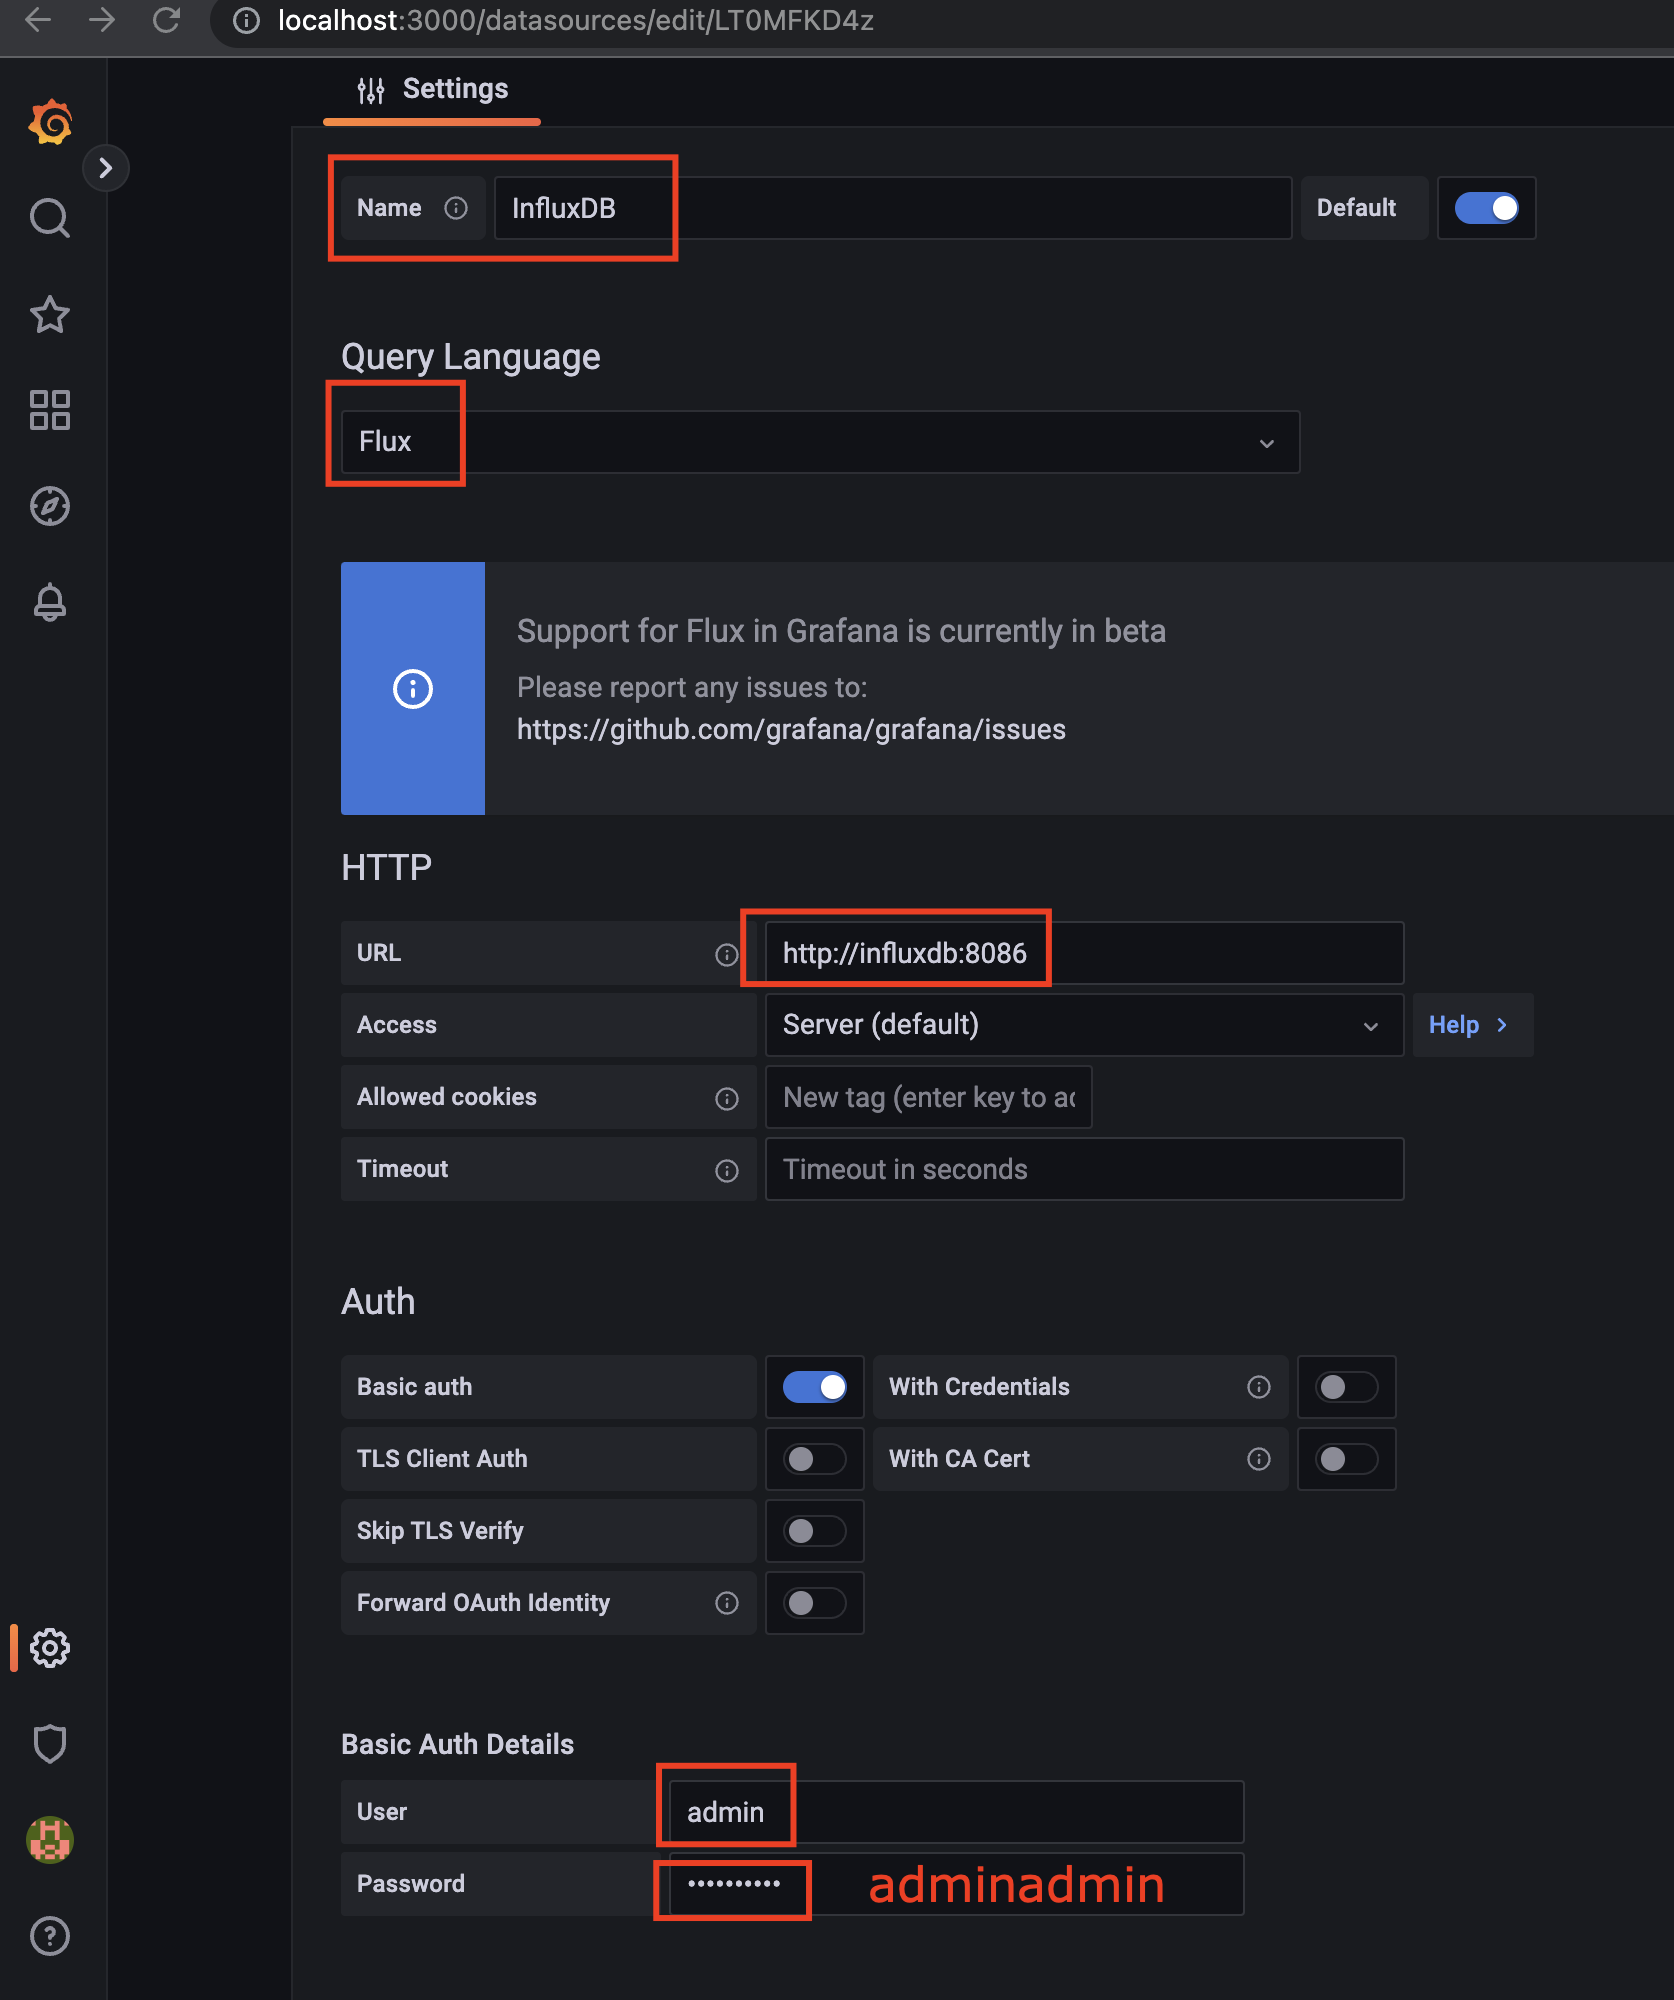 localhost:3000/datasources/edit/LT0MFKD4z
Settings
Name InfluxDB Default
Query Language
Flux
Support for Flux in Grafana is currently in beta
Please report any issues to:
https://github.com/grafana/grafana/issues
HTTP
URL http://influxdb:8086
Access Server (default) Help
Allowed cookies New tag (enter key to ac
Timeout Timeout in seconds
Auth
Basic auth With Credentials
TLS Client Auth With CA Cert
Skip TLS Verify
Forward OAuth Identity
Basic Auth Details
User admin
Password •••••••••• adminadmin